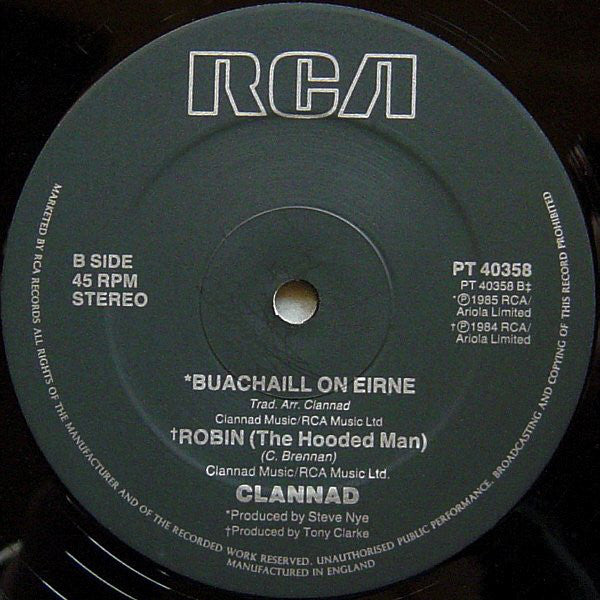 RCA
B SIDE
45 RPM
STEREO
PT 40358
PT 40358 B‡
*℗1985 RCA/
Ariola Limited
†℗1984 RCA/
Ariola Limited
*BUACHAILL ON EIRNE
Trad. Arr. Clannad
Clannad Music/RCA Music Ltd
†ROBIN (The Hooded Man)
(C. Brennan)
Clannad Music/RCA Music Ltd.
CLANNAD
*Produced by Steve Nye
†Produced by Tony Clarke
MARKETED BY RCA RECORDS ALL RIGHTS OF THE MANUFACTURER AND OF THE RECORDED WORK RESERVED. UNAUTHORISED PUBLIC PERFORMANCE, BROADCASTING AND COPYING OF THIS RECORD PROHIBITED
MANUFACTURED IN ENGLAND